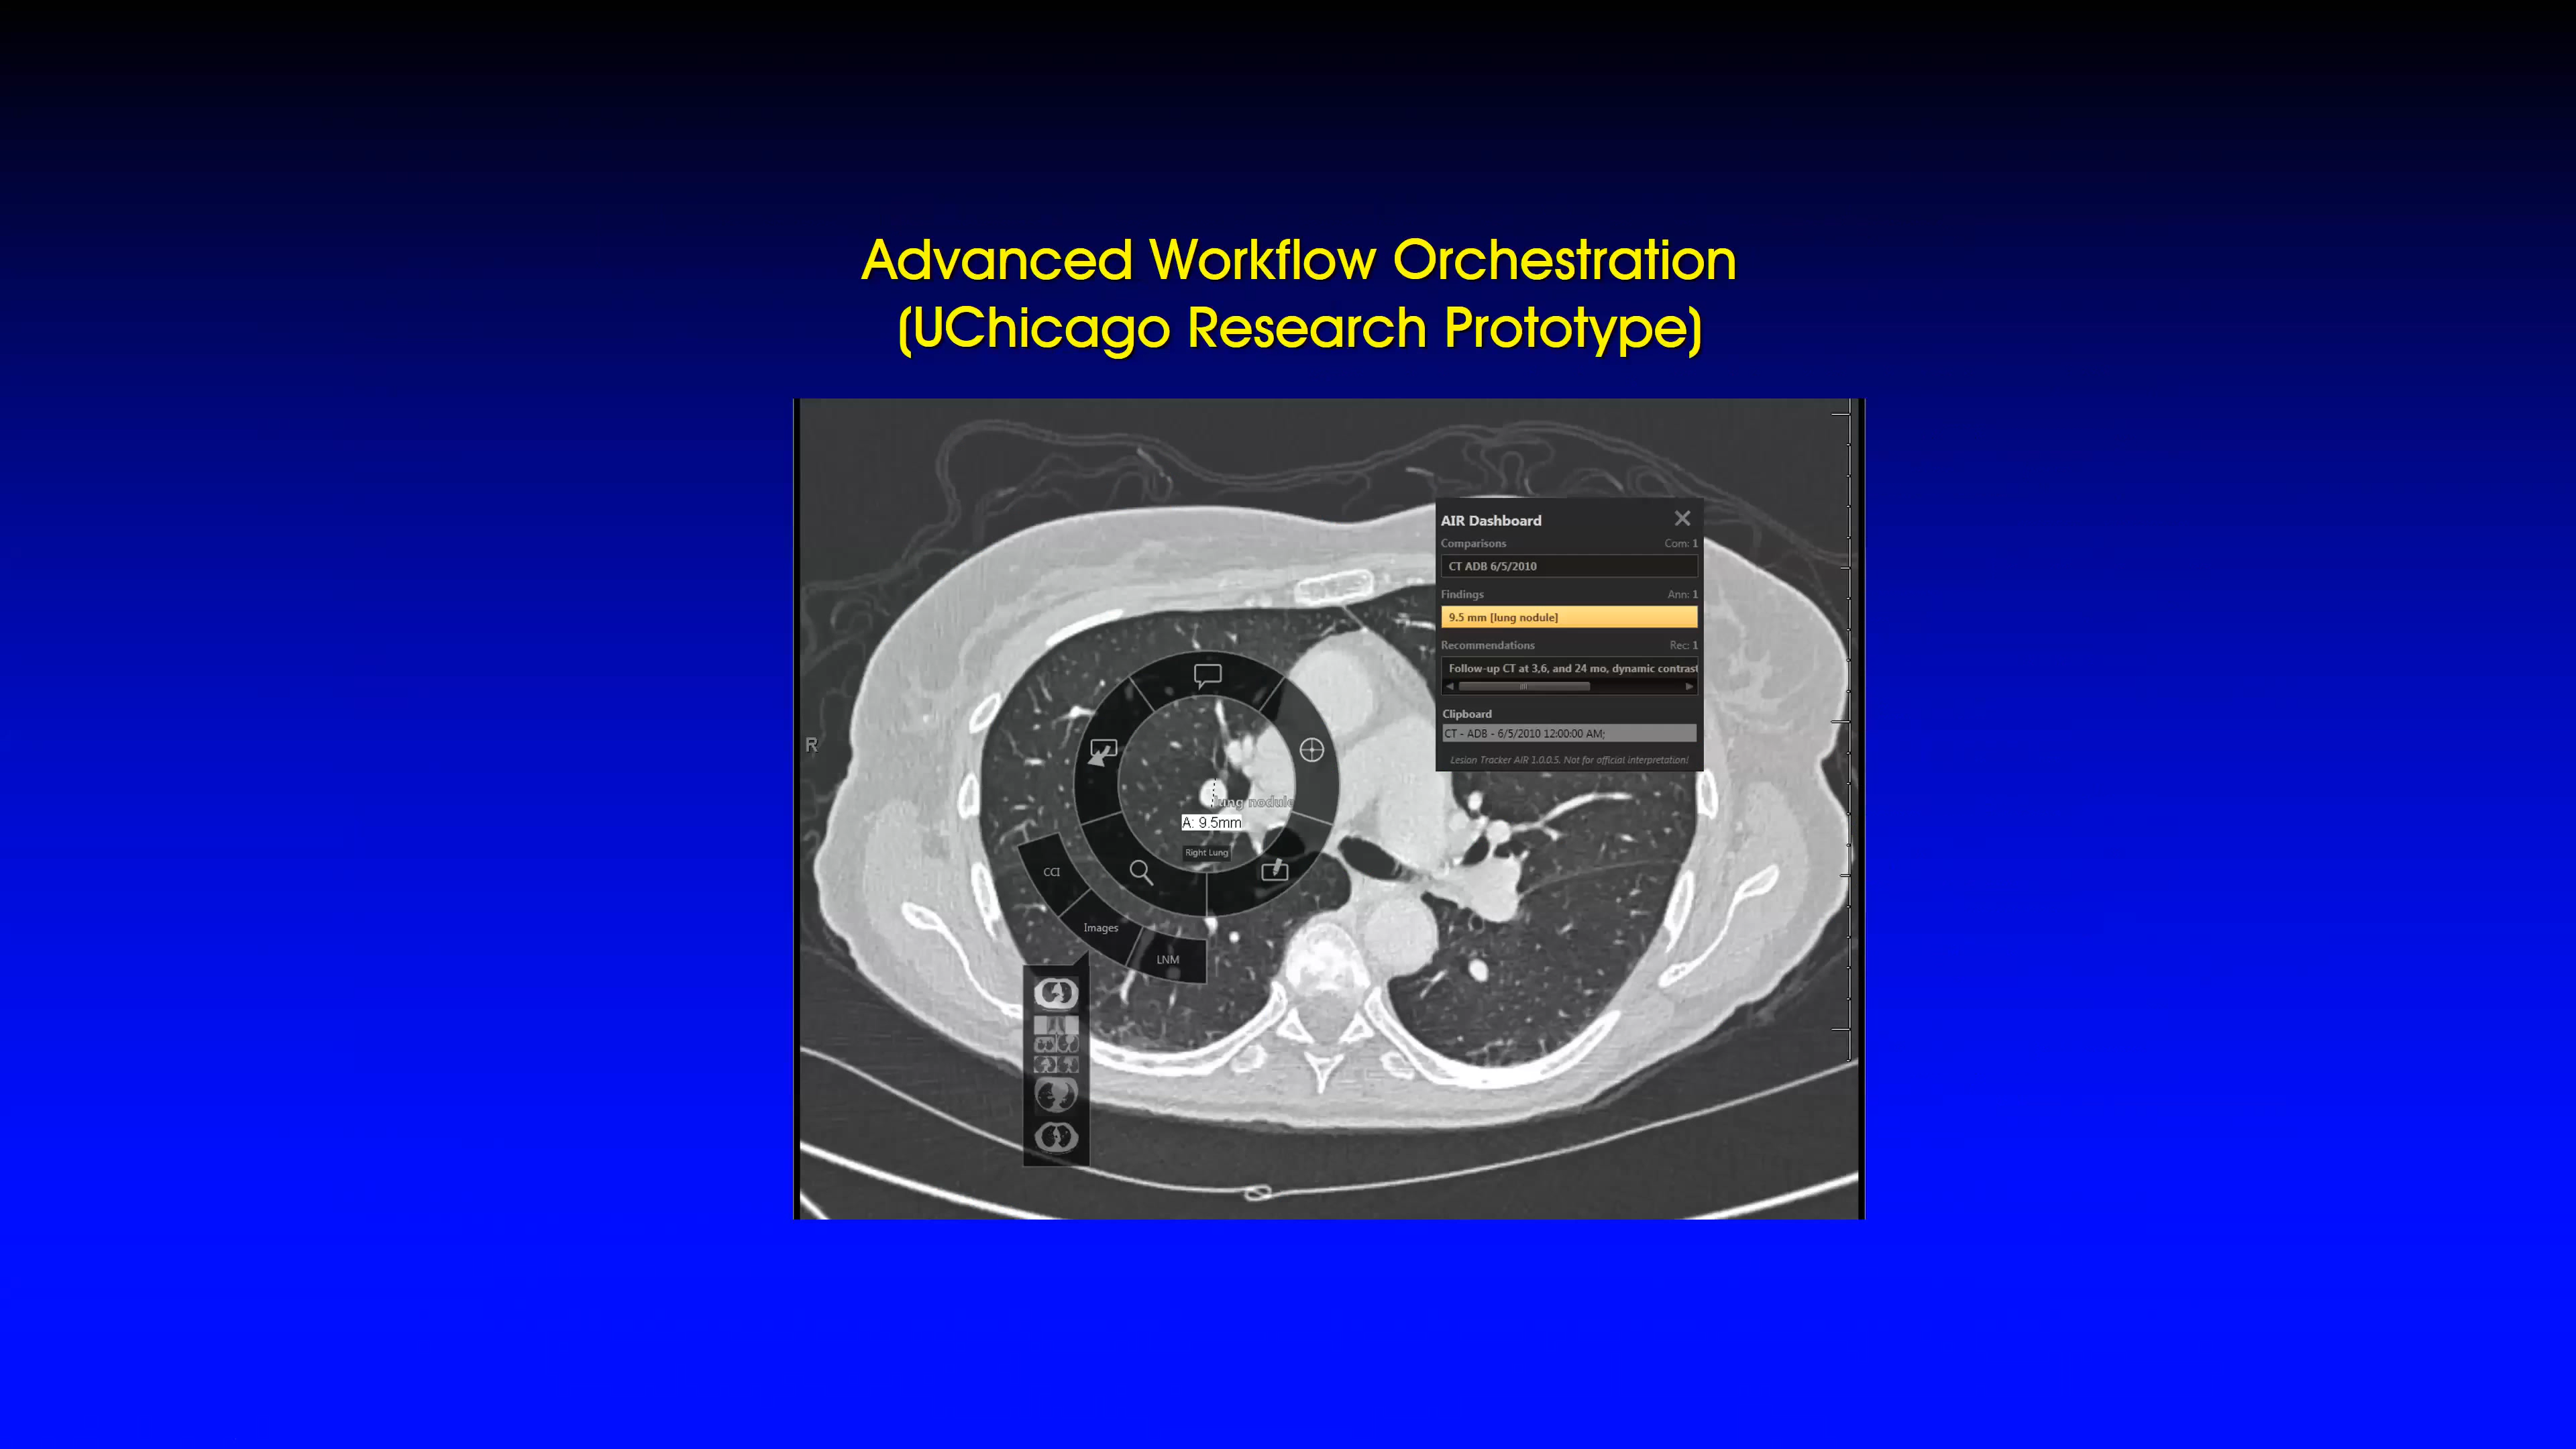 Advanced Workflow Orchestration
(UChicago Research Prototype)
AIR Dashboard
Comparisons Com: 1
CT ADB 6/5/2010
Findings Ann: 1
9.5 mm [lung nodule]
Recommendations Rec: 1
Follow-up CT at 3,6, and 24 mo, dynamic contrast
Clipboard
CT - ADB - 6/5/2010 12:00:00 AM;
Lesion Tracker AIR 1.0.0.5. Not for official interpretation!
R
lung nodule
A: 9.5mm
Right Lung
CCI
Images
LNM